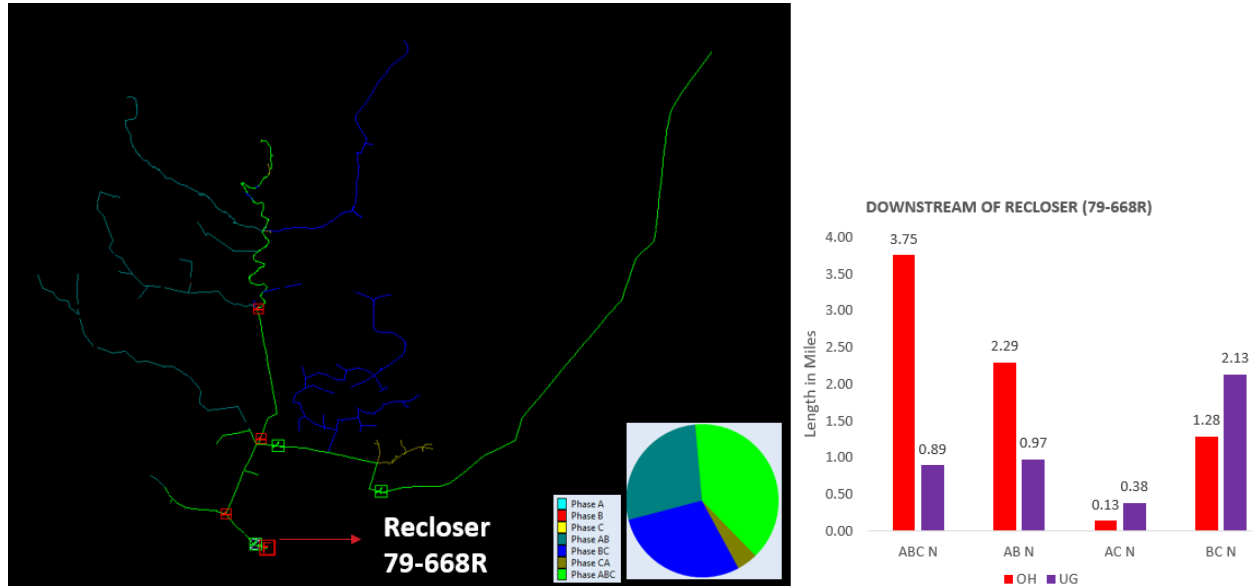 Recloser
79-668R
Phase A
Phase B
Phase C
Phase AB
Phase BC
Phase CA
Phase ABC
DOWNSTREAM OF RECLOSER (79-668R)
Length in Miles
4.00
3.50
3.00
2.50
2.00
1.50
1.00
0.50
0.00
3.75
0.89
2.29
0.97
0.13
0.38
1.28
2.13
ABC N
AB N
AC N
BC N
OH
UG